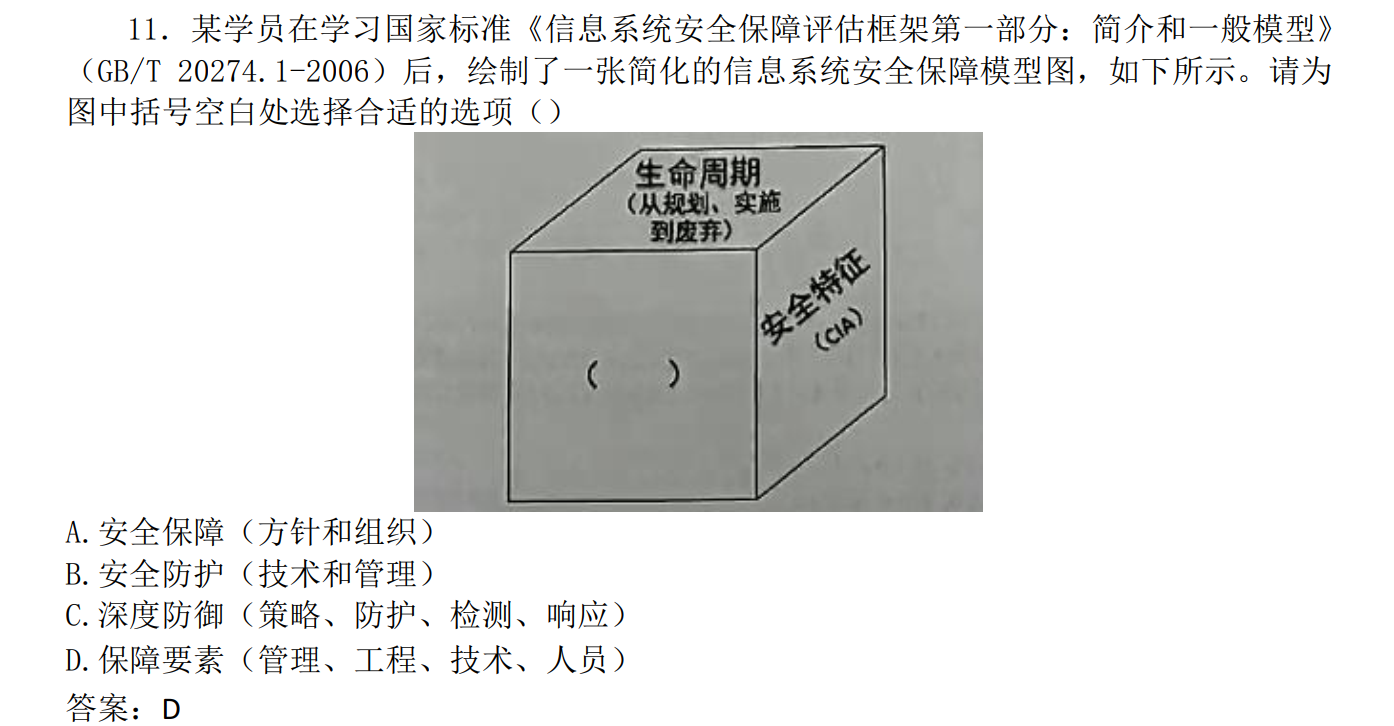 11. 某学员在学习国家标准《信息系统安全保障评估框架第一部分：简介和一般模型》
（GB/T 20274.1-2006）后，绘制了一张简化的信息系统安全保障模型图，如下所示。请为
图中括号空白处选择合适的选项（）
生命周期
（从规划、实施
到废弃）
安全特征
（CIA）
（ ）
A.安全保障（方针和组织）
B.安全防护（技术和管理）
C.深度防御（策略、防护、检测、响应）
D.保障要素（管理、工程、技术、人员）
答案：D